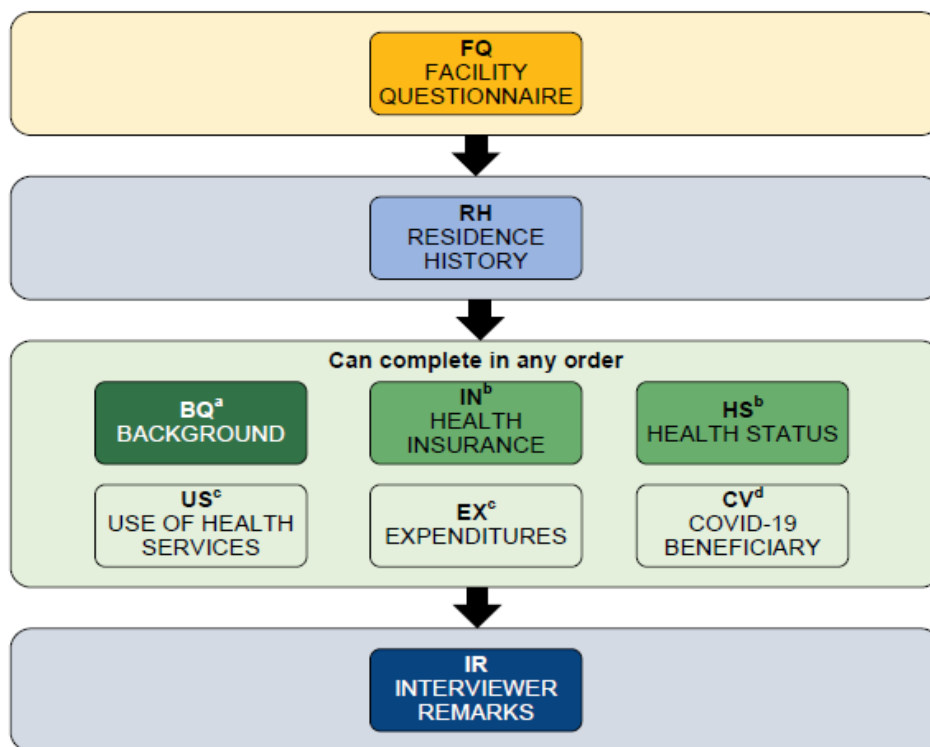 FQ
FACILITY
QUESTIONNAIRE
RH
RESIDENCE
HISTORY
Can complete in any order
BQᵃ
BACKGROUND
INᵇ
HEALTH
INSURANCE
HSᵇ
HEALTH STATUS
USᶜ
USE OF HEALTH
SERVICES
EXᶜ
EXPENDITURES
CVᵈ
COVID-19
BENEFICIARY
IR
INTERVIEWER
REMARKS